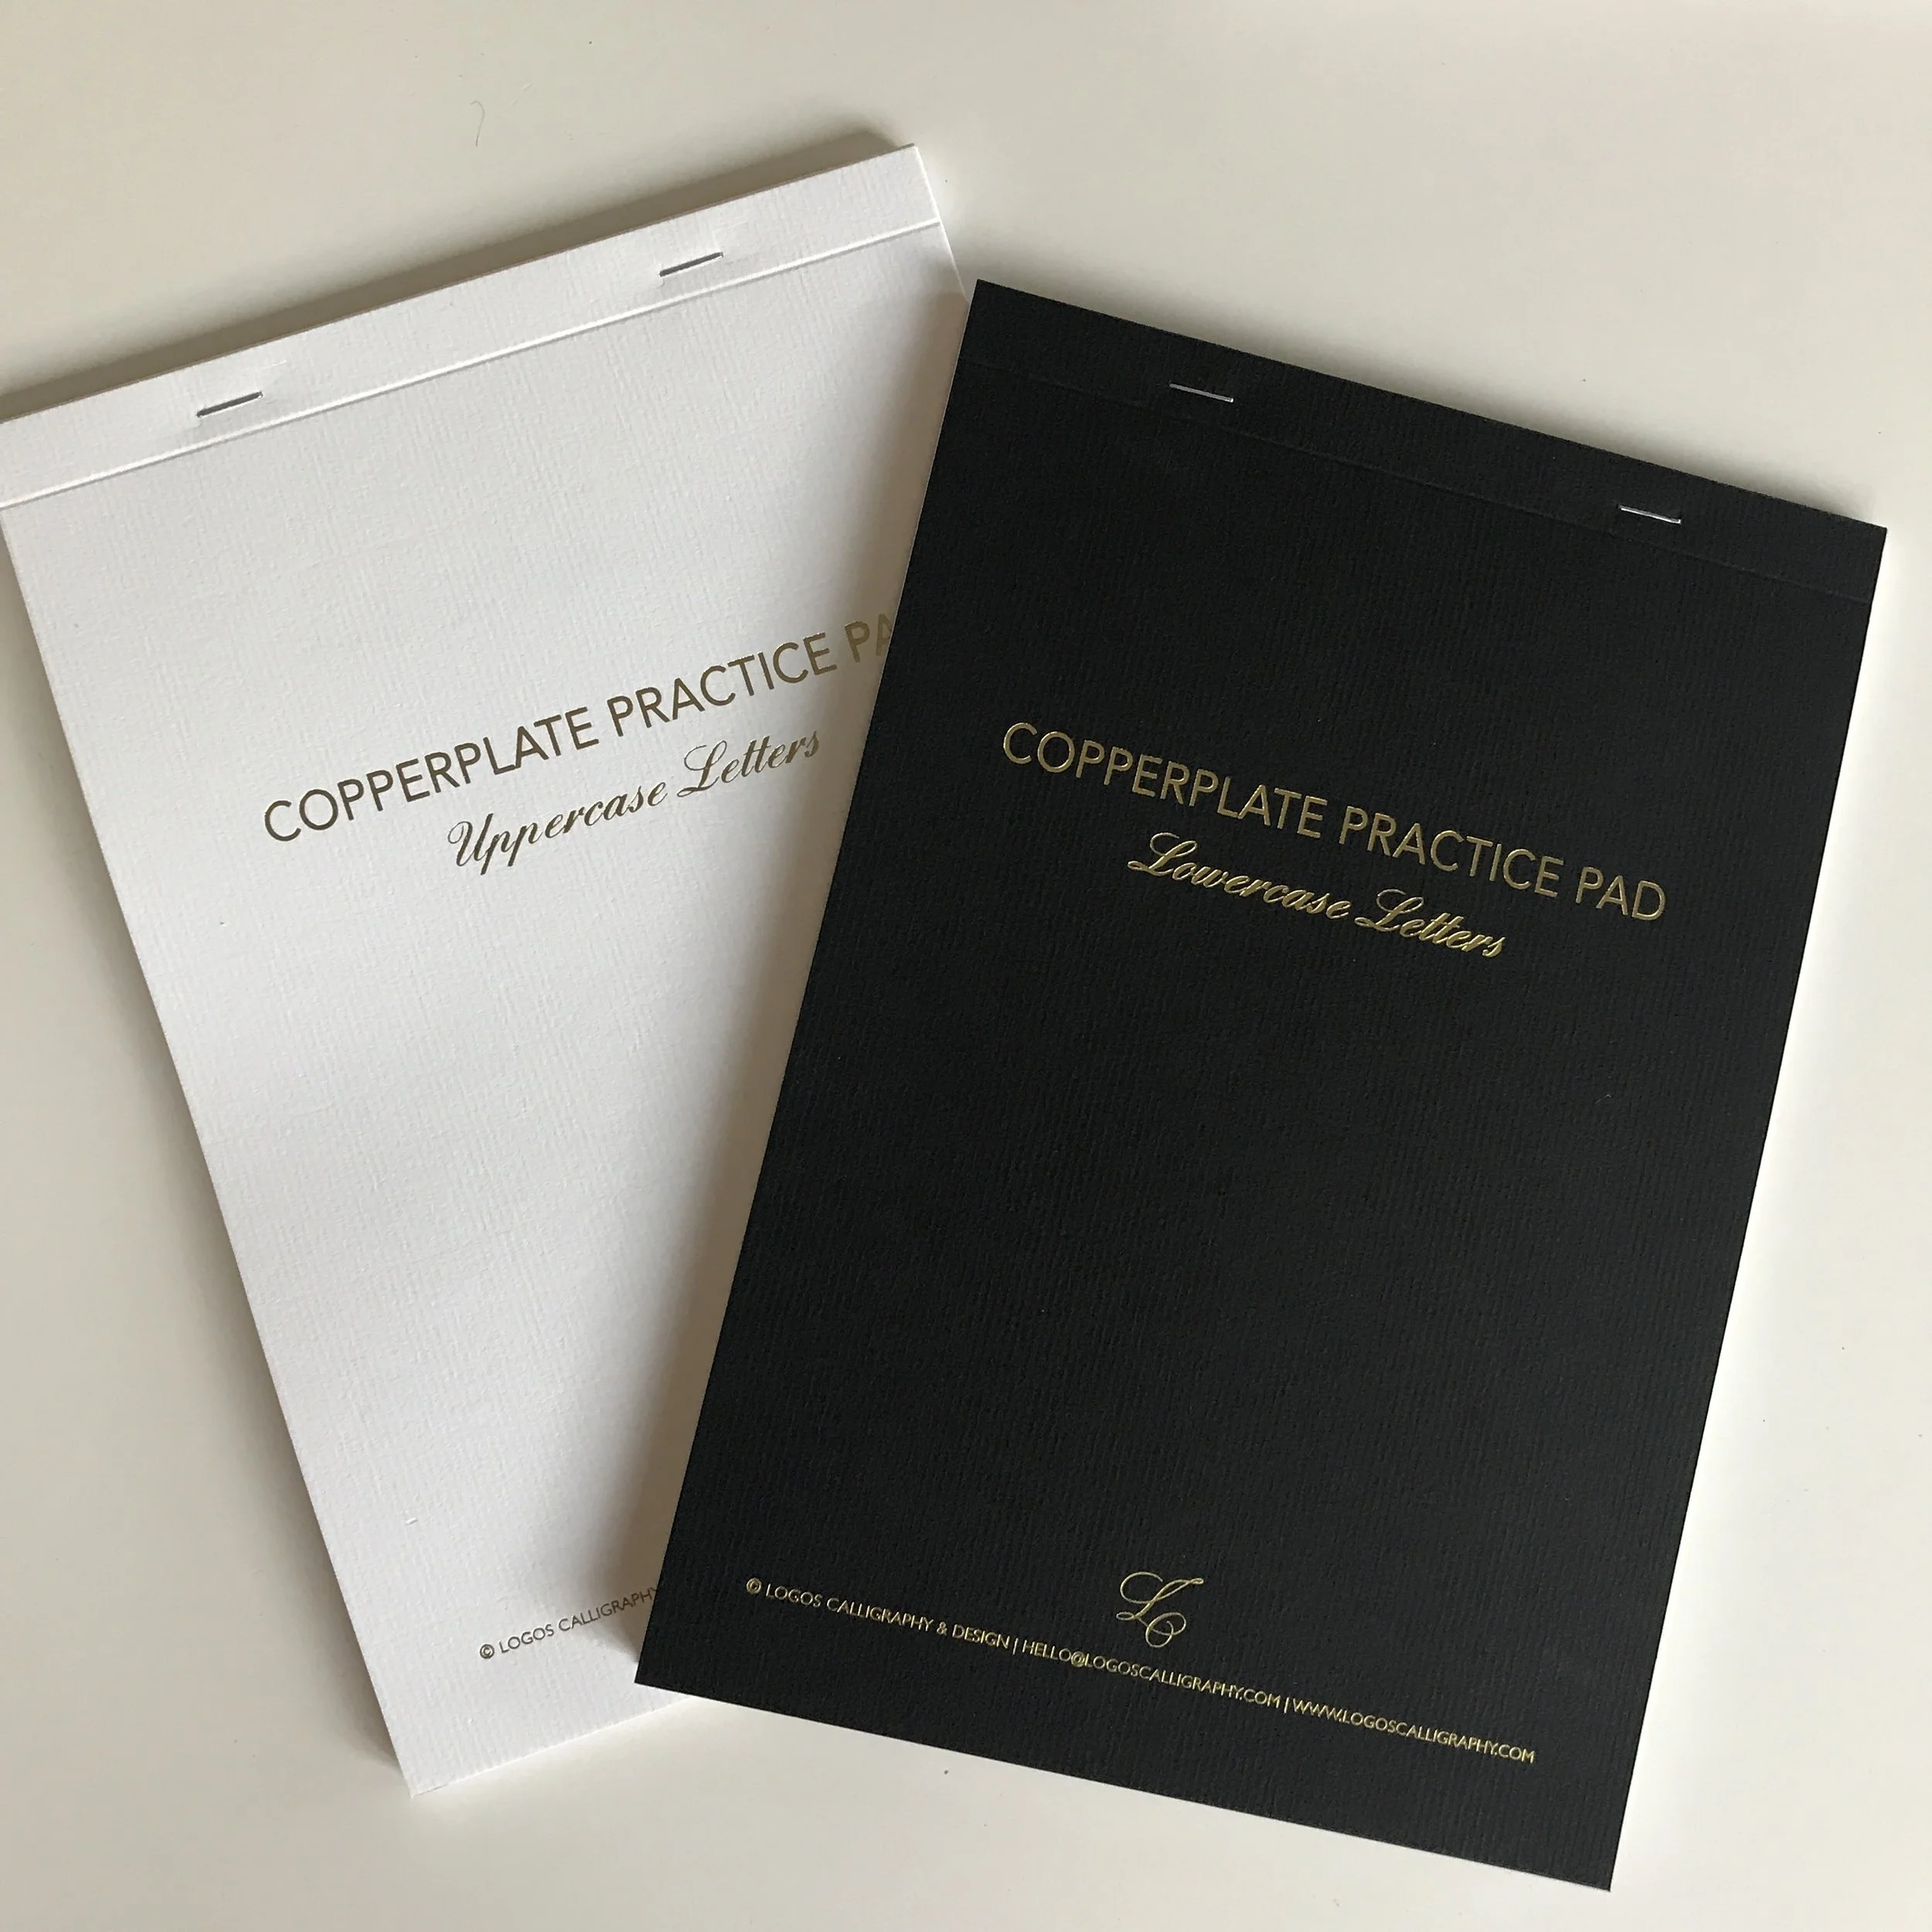 COPPERPLATE PRACTICE
Uppercase Letters
© LOGOS CALLIGRAPHY
COPPERPLATE PRACTICE PAD
Lowercase Letters
LC
© LOGOS CALLIGRAPHY & DESIGN | HELLO@LOGOSCALLIGRAPHY.COM | WWW.LOGOSCALLIGRAPHY.COM